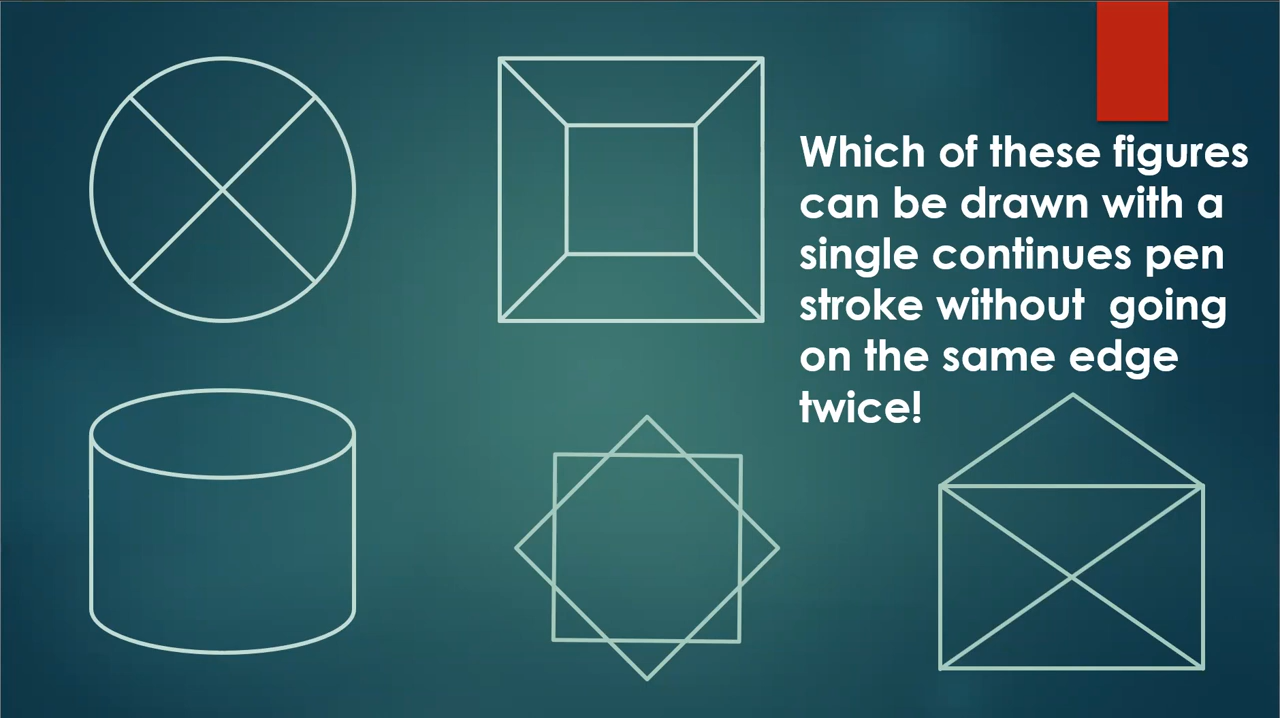 Which of these figures
can be drawn with a
single continues pen
stroke without  going
on the same edge
twice!